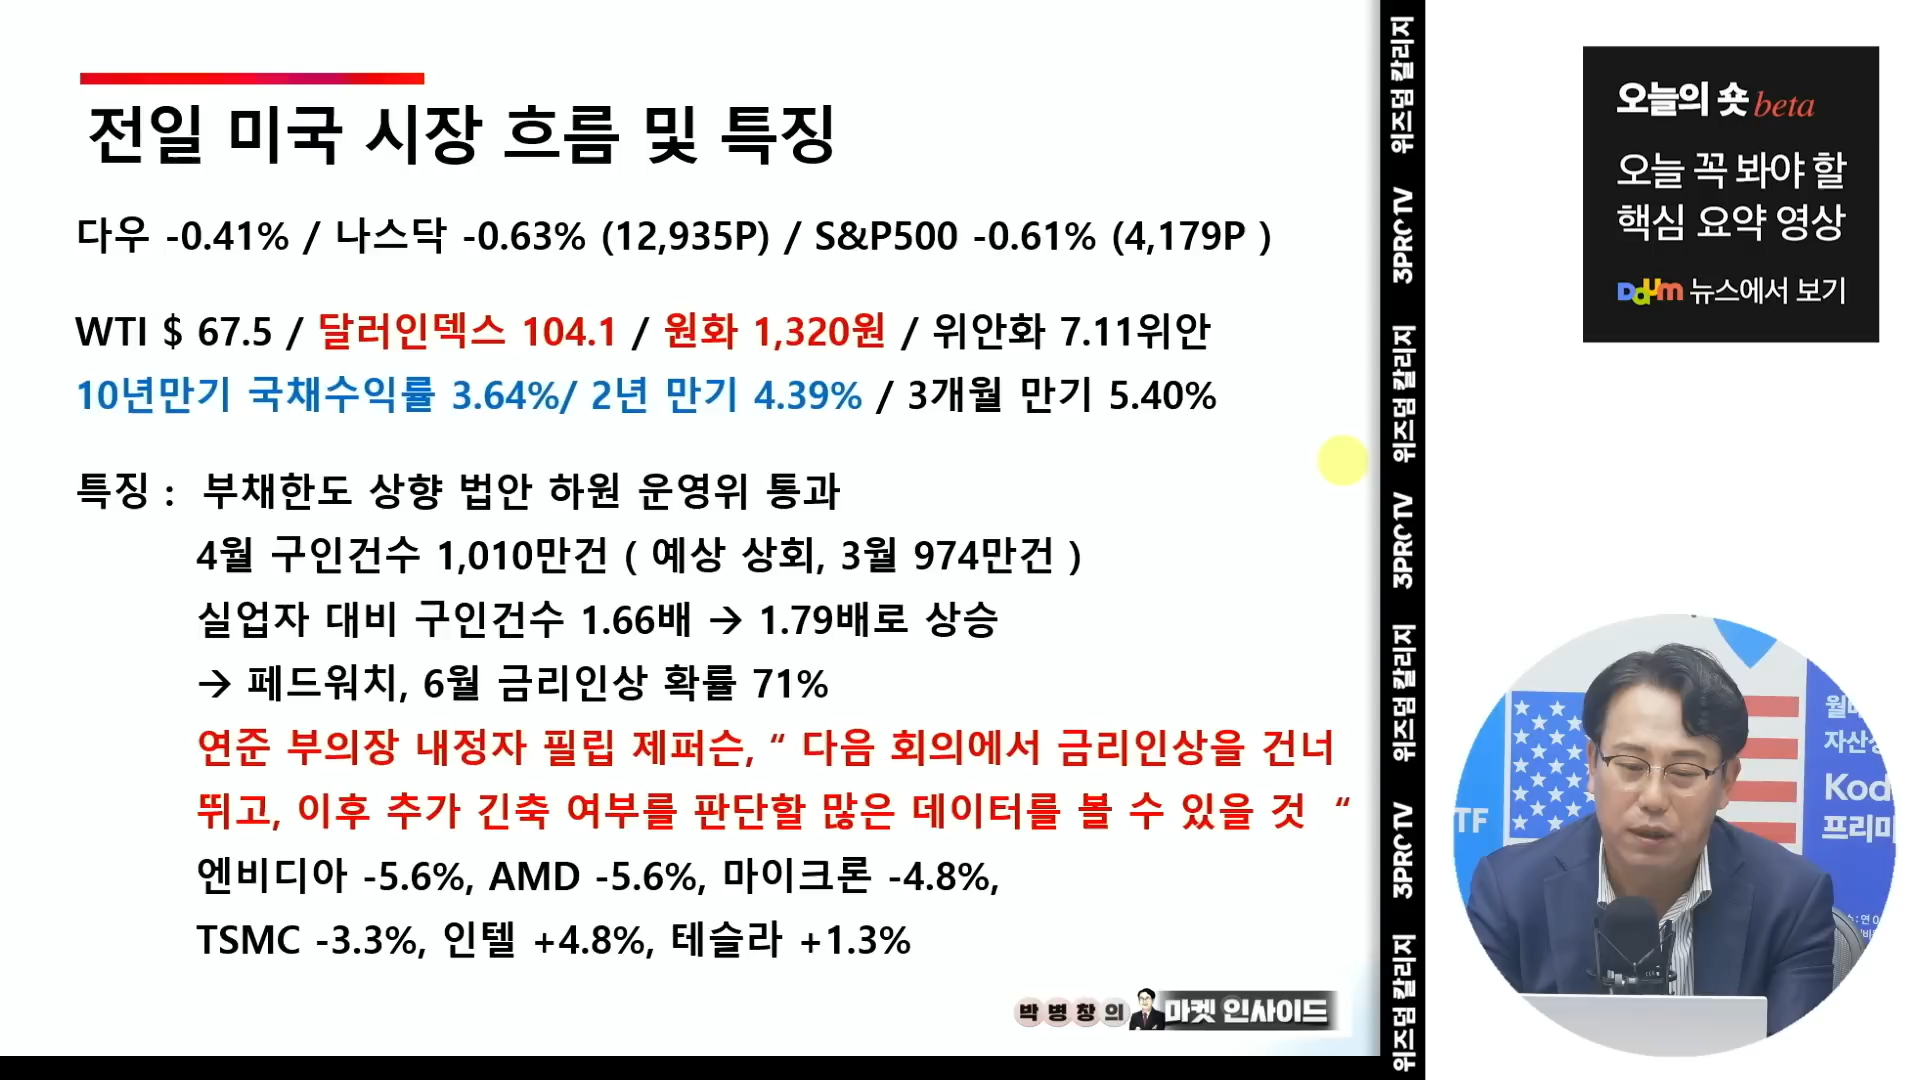 전일 미국 시장 흐름 및 특징
다우 -0.41% / 나스닥 -0.63% (12,935P) / S&P500 -0.61% (4,179P )
WTI $ 67.5 / 달러인덱스 104.1 / 원화 1,320원 / 위안화 7.11위안
10년만기 국채수익률 3.64%/ 2년 만기 4.39% / 3개월 만기 5.40%
특징 : 부채한도 상향 법안 하원 운영위 통과
4월 구인건수 1,010만건 ( 예상 상회, 3월 974만건 )
실업자 대비 구인건수 1.66배 → 1.79배로 상승
→ 페드워치, 6월 금리인상 확률 71%
연준 부의장 내정자 필립 제퍼슨, “ 다음 회의에서 금리인상을 건너
뛰고, 이후 추가 긴축 여부를 판단할 많은 데이터를 볼 수 있을 것 “
엔비디아 -5.6%, AMD -5.6%, 마이크론 -4.8%,
TSMC -3.3%, 인텔 +4.8%, 테슬라 +1.3%
박병창의 마켓 인사이드
위즈덤 칼리지
3PROTV
위즈덤 칼리지
3PROTV
위즈덤 칼리지
3PROTV
위즈덤 칼리지
오늘의 숏 beta
오늘 꼭 봐야 할
핵심 요약 영상
Daum 뉴스에서 보기
TF
자산
Kod
프리미